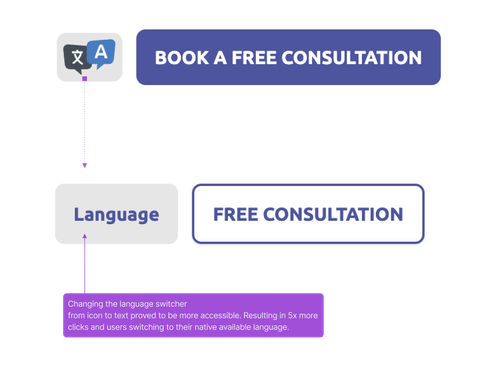 文 A
BOOK A FREE CONSULTATION
Language
FREE CONSULTATION
Changing the language switcher
from icon to text proved to be more accessible. Resulting in 5x more
clicks and users switching to their native available language.